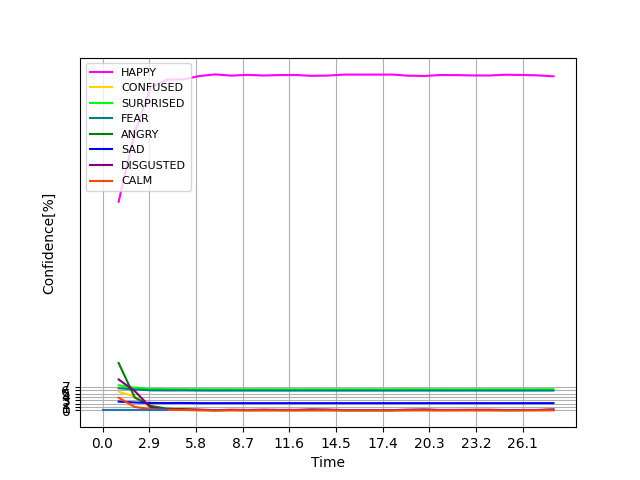 HAPPY
CONFUSED
SURPRISED
FEAR
ANGRY
SAD
DISGUSTED
CALM
Confidence[%]
7
0.0 2.9 5.8 8.7 11.6 14.5 17.4 20.3 23.2 26.1
Time